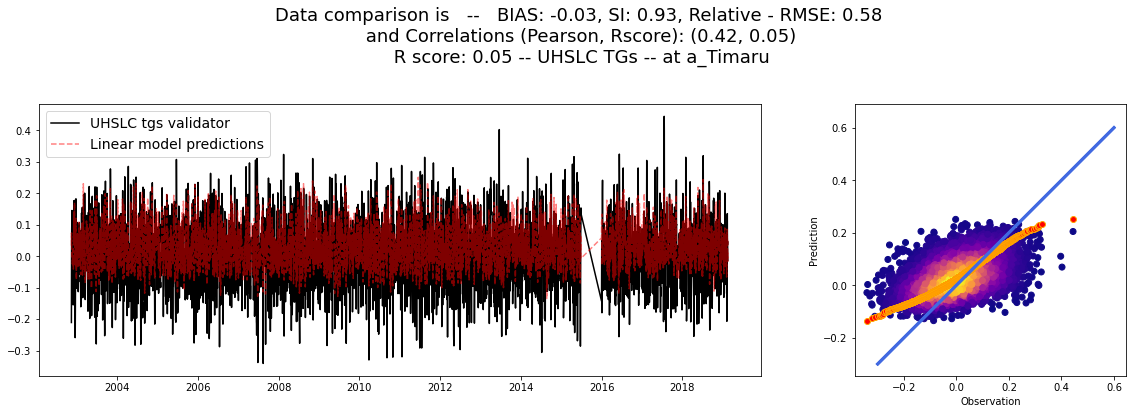 Data comparison is -- BIAS: -0.03, SI: 0.93, Relative - RMSE: 0.58
and Correlations (Pearson, Rscore): (0.42, 0.05)
R score: 0.05 -- UHSLC TGs -- at a_Timaru
UHSLC tgs validator
Linear model predictions
0.4
0.3
0.2
0.1
0.0
−0.1
−0.2
−0.3
2004 2006 2008 2010 2012 2014 2016 2018
Prediction
0.6
0.4
0.2
0.0
−0.2
−0.2 0.0 0.2 0.4 0.6
Observation